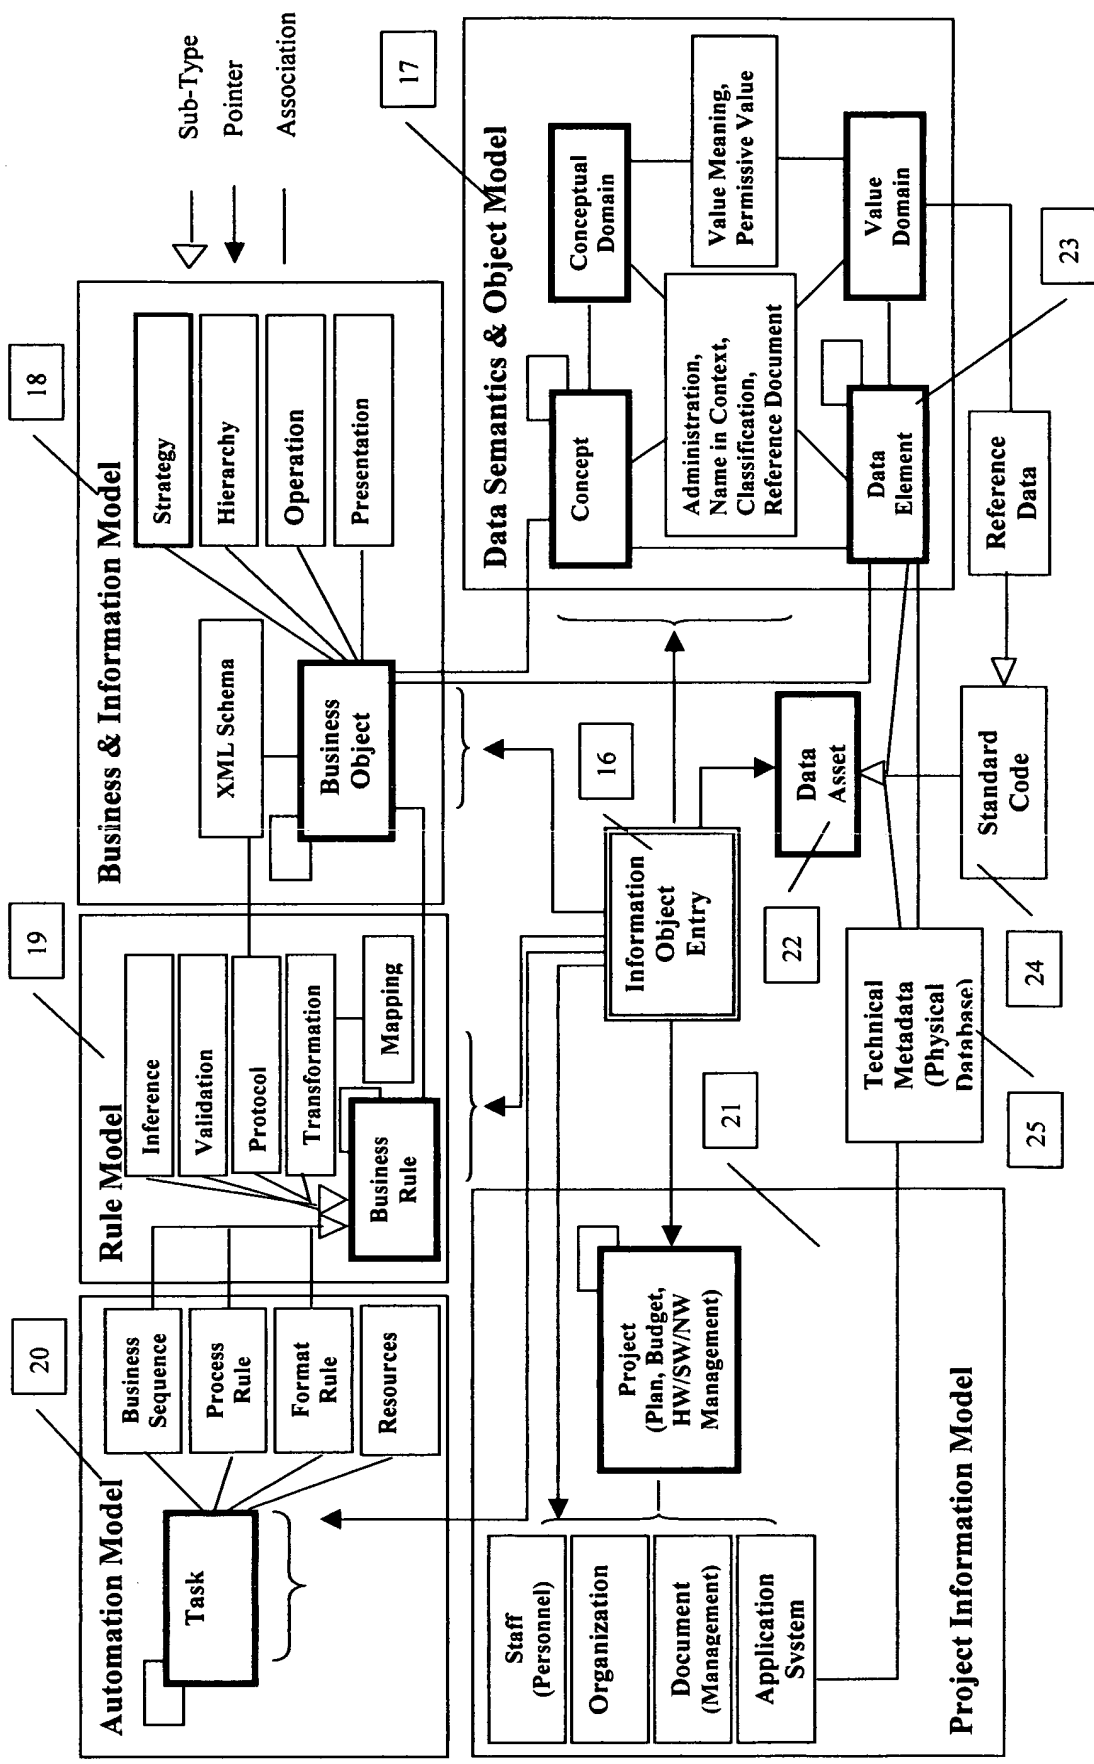 20
Automation Model
Task
Business
Sequence
Process
Rule
Format
Rule
Resources
19
Rule Model
Inference
Validation
Protocol
Transformation
Mapping
Business
Rule
18
Business & Information Model
XML Schema
Business
Object
Strategy
Hierarchy
Operation
Presentation
Sub-Type
Pointer
Association
Project Information Model
Staff
(Personnel)
Organization
Document
(Management)
Application
System
Project
(Plan, Budget,
HW/SW/NW
Management)
21
Information
Object
Entry
16
Data
Asset
22
Technical
Metadata
(Physical
Database)
25
Standard
Code
24
Reference
Data
17
Data Semantics & Object Model
Concept
Conceptual
Domain
Administration,
Name in Context,
Classification,
Reference Document
Value Meaning,
Permissive Value
Data
Element
Value
Domain
23